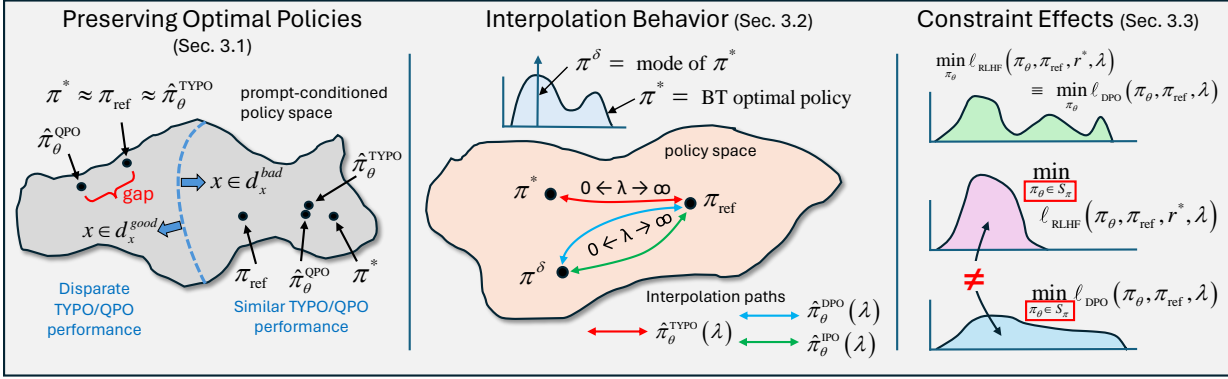 Preserving Optimal Policies
(Sec. 3.1)
π* ≈ π_ref ≈ π̂_θ^TYPO
prompt-conditioned
policy space
π̂_θ^QPO
gap
x ∈ d_x^bad
x ∈ d_x^good
π̂_θ^TYPO
π_ref
π̂_θ^QPO
π*
Disparate
TYPO/QPO
performance
Similar TYPO/QPO
performance
Interpolation Behavior (Sec. 3.2)
π^δ = mode of π*
π* = BT optimal policy
policy space
π*
0 ← λ → ∞
π_ref
0 ← λ → ∞
π^δ
Interpolation paths
π̂_θ^TYPO(λ)
π̂_θ^DPO(λ)
π̂_θ^IPO(λ)
Constraint Effects (Sec. 3.3)
min_{π_θ} ℓ_RLHF(π_θ, π_ref, r*, λ)
≡ min_{π_θ} ℓ_DPO(π_θ, π_ref, λ)
min
π_θ ∈ S_π
ℓ_RLHF(π_θ, π_ref, r*, λ)
≠
min ℓ_DPO(π_θ, π_ref, λ)
π_θ ∈ S_π